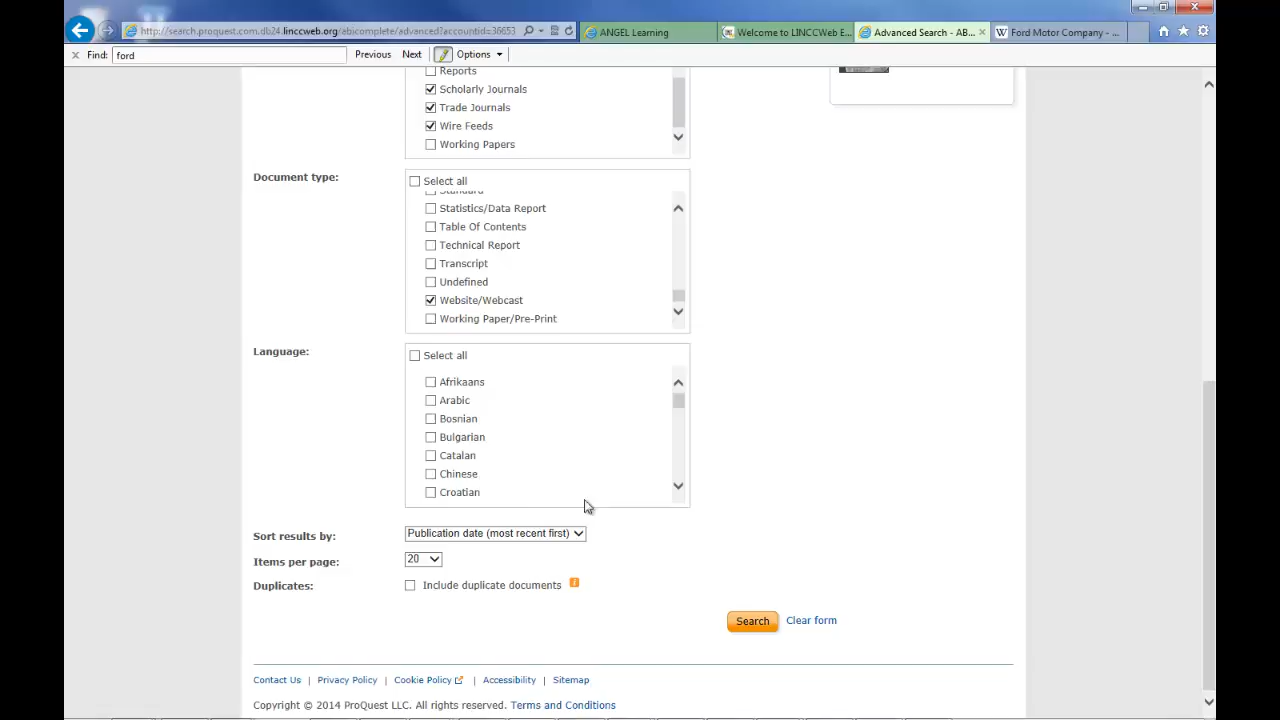 http://search.proquest.com.db24.linccweb.org/abicomplete/advanced?accountid=36653
ANGEL Learning
Welcome to LINCCWeb E...
Advanced Search - AB...
Ford Motor Company - ...
Find: ford Previous Next Options
Reports
Scholarly Journals
Trade Journals
Wire Feeds
Working Papers
Document type:
Select all
Standard
Statistics/Data Report
Table Of Contents
Technical Report
Transcript
Undefined
Website/Webcast
Working Paper/Pre-Print
Language:
Select all
Afrikaans
Arabic
Bosnian
Bulgarian
Catalan
Chinese
Croatian
Sort results by: Publication date (most recent first)
Items per page: 20
Duplicates: Include duplicate documents
Search Clear form
Contact Us | Privacy Policy | Cookie Policy | Accessibility | Sitemap
Copyright © 2014 ProQuest LLC. All rights reserved. Terms and Conditions